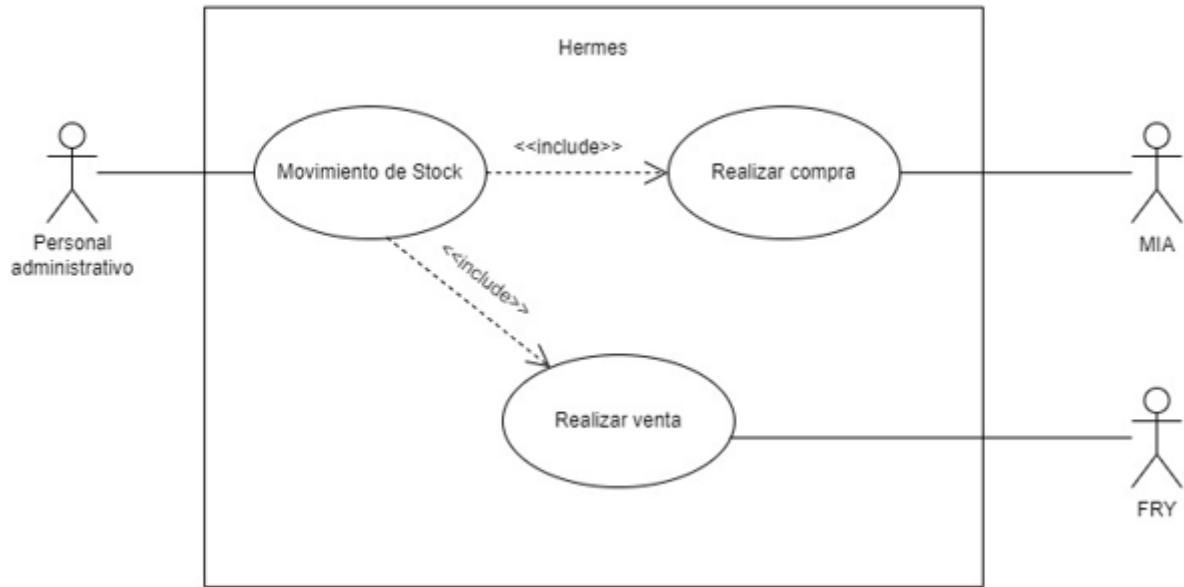 Hermes
Movimiento de Stock
<<include>>
Realizar compra
Personal
administrativo
MIA
<<include>>
Realizar venta
FRY